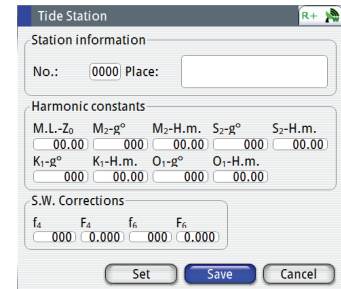 Tide Station R+
Station information
No.: 0000 Place:
Harmonic constants
M.L.-Z₀ M₂-g° M₂-H.m. S₂-g° S₂-H.m.
00.00 000 00.00 000 00.00
K₁-g° K₁-H.m. O₁-g° O₁-H.m.
000 00.00 000 00.00
S.W. Corrections
f₄ F₄ f₆ F₆
000 0.000 000 0.000
Set Save Cancel